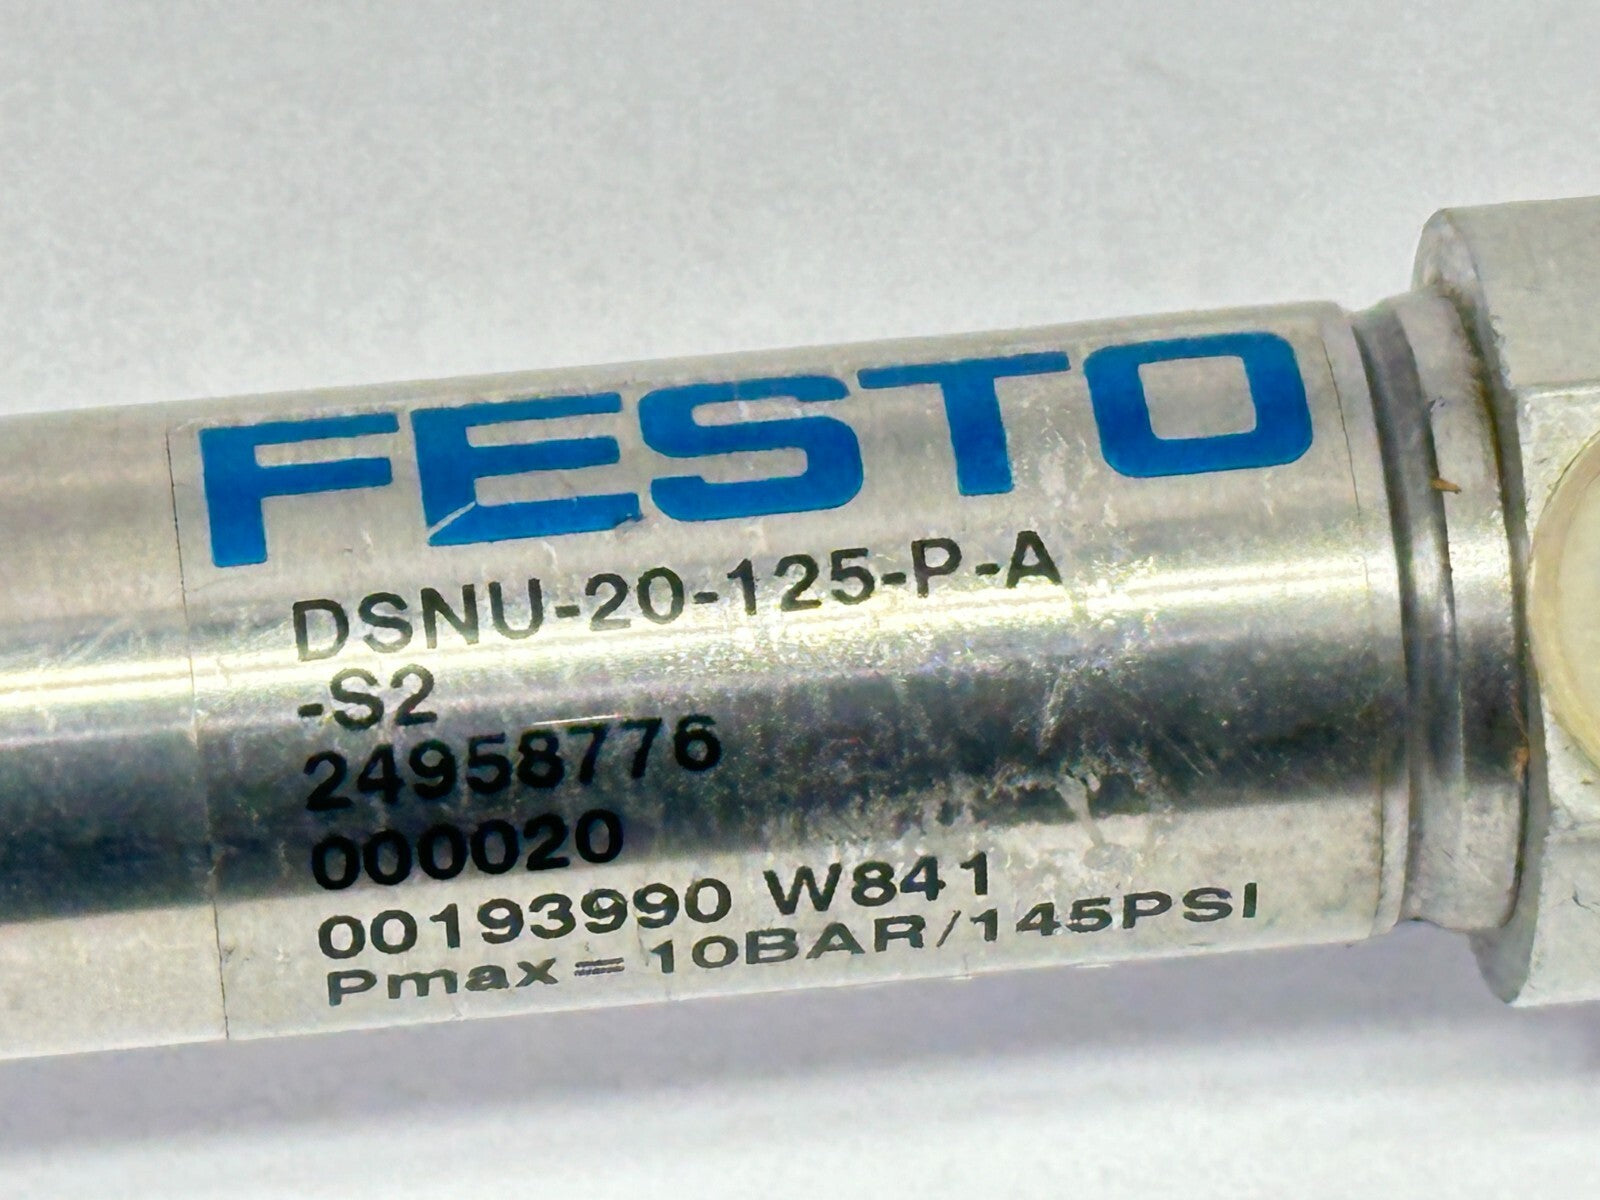 FESTO
DSNU-20-125-P-A
-S2
24958776
000020
00193990 W841
Pmax=10BAR/145PSI